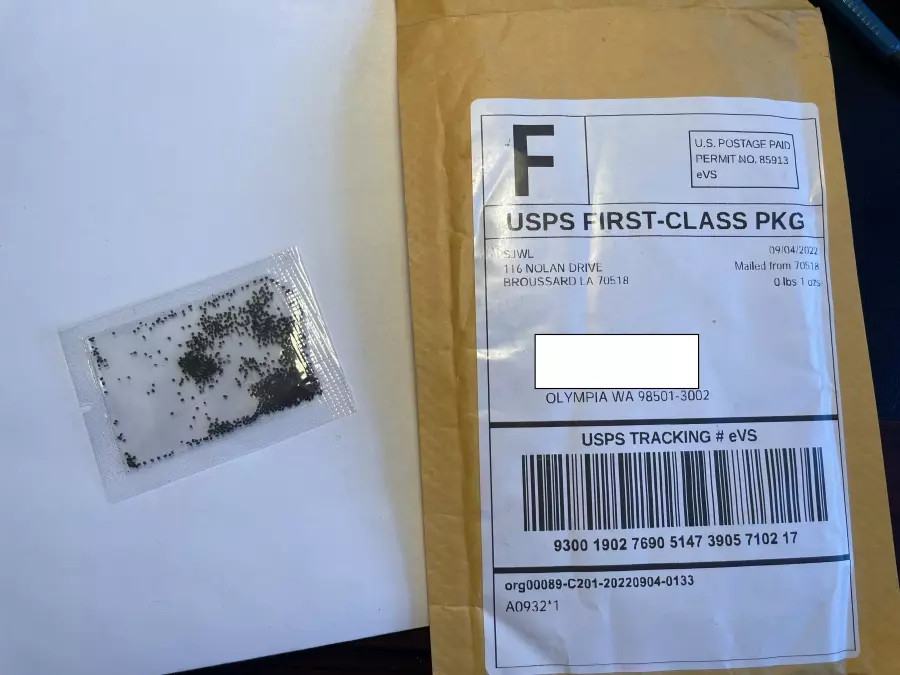 F
U.S. POSTAGE PAID
PERMIT NO. 85913
eVS
USPS FIRST-CLASS PKG
SJWL
116 NOLAN DRIVE
BROUSSARD LA 70518
09/04/2022
Mailed from 70518
0 lbs 1 ozs
OLYMPIA WA 98501-3002
USPS TRACKING # eVS
9300 1902 7690 5147 3905 7102 17
org00089-C201-20220904-0133
A0932*1